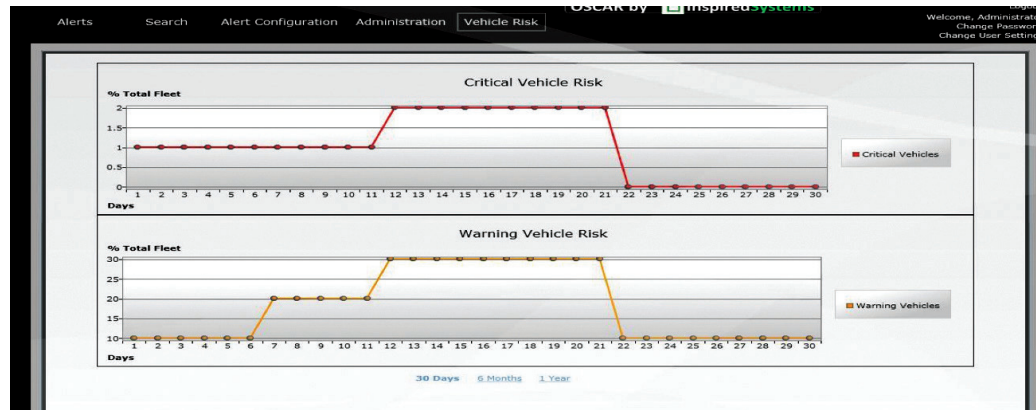 OSCAR by InspiredSystems
Alerts Search Alert Configuration Administration Vehicle Risk
Welcome, Administrat
Change Passwor
Change User Setting
Critical Vehicle Risk
% Total Fleet
2
1.5
1
0.5
0
1 2 3 4 5 6 7 8 9 10 11 12 13 14 15 16 17 18 19 20 21 22 23 24 25 26 27 28 29 30
Days
Critical Vehicles
Warning Vehicle Risk
% Total Fleet
30
25
20
15
10
1 2 3 4 5 6 7 8 9 10 11 12 13 14 15 16 17 18 19 20 21 22 23 24 25 26 27 28 29 30
Days
Warning Vehicles
30 Days 6 Months 1 Year